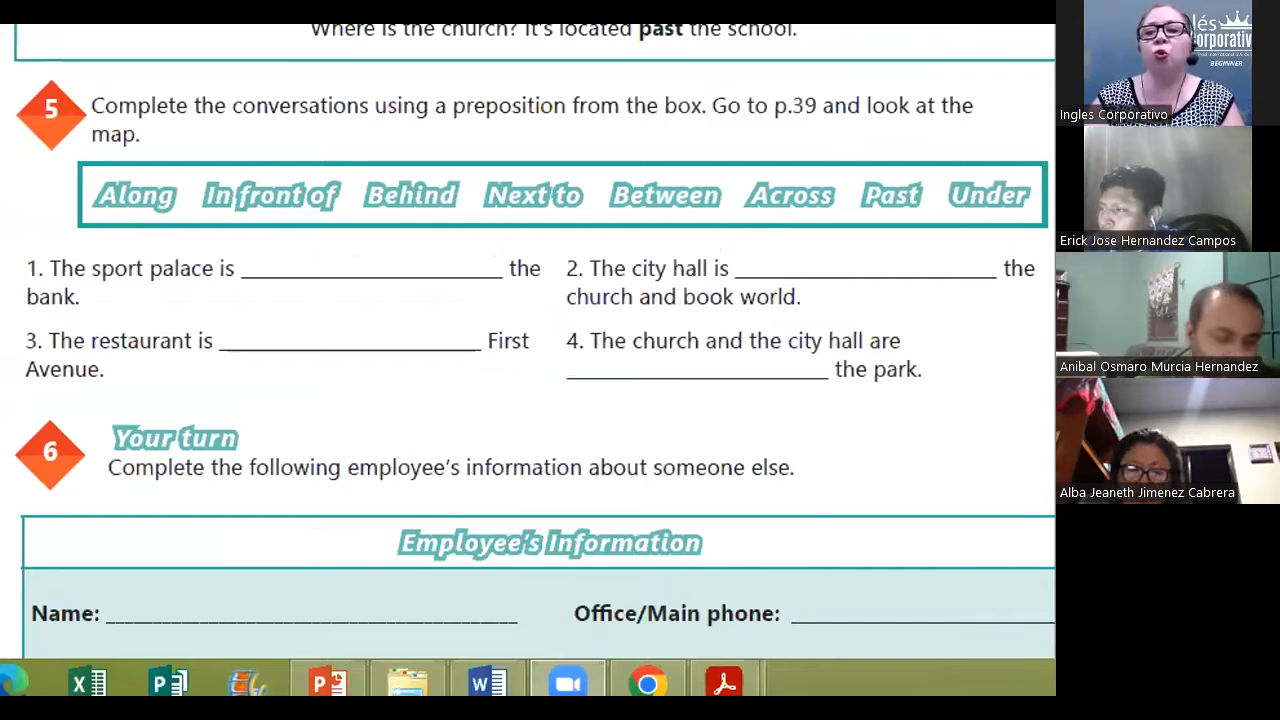 Where is the church? It's located past the school.
5
Complete the conversations using a preposition from the box. Go to p.39 and look at the
map.
Along In front of Behind Next to Between Across Past Under
1. The sport palace is ______________________ the
bank.
2. The city hall is ______________________ the
church and book world.
3. The restaurant is ______________________ First
Avenue.
4. The church and the city hall are
______________________ the park.
6
Your turn
Complete the following employee's information about someone else.
Employee's Information
Name: ______________________
Office/Main phone: ______________________
lés
orporativ
BEGINNER
Ingles Corporativo
Erick Jose Hernandez Campos
Anibal Osmaro Murcia Hernandez
Alba Jeaneth Jimenez Cabrera